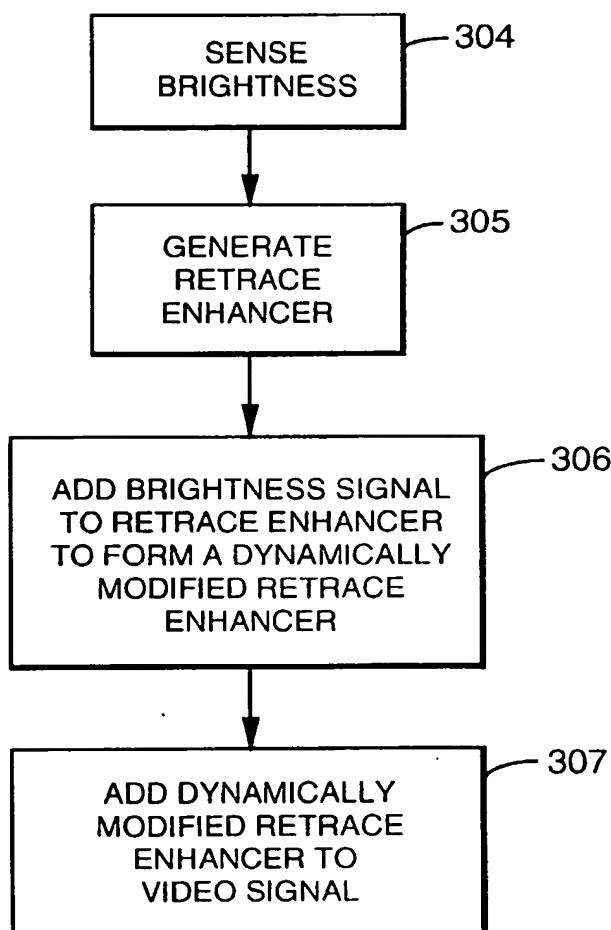 SENSE
BRIGHTNESS
304
GENERATE
RETRACE
ENHANCER
305
ADD BRIGHTNESS SIGNAL
TO RETRACE ENHANCER
TO FORM A DYNAMICALLY
MODIFIED RETRACE
ENHANCER
306
ADD DYNAMICALLY
MODIFIED RETRACE
ENHANCER TO
VIDEO SIGNAL
307